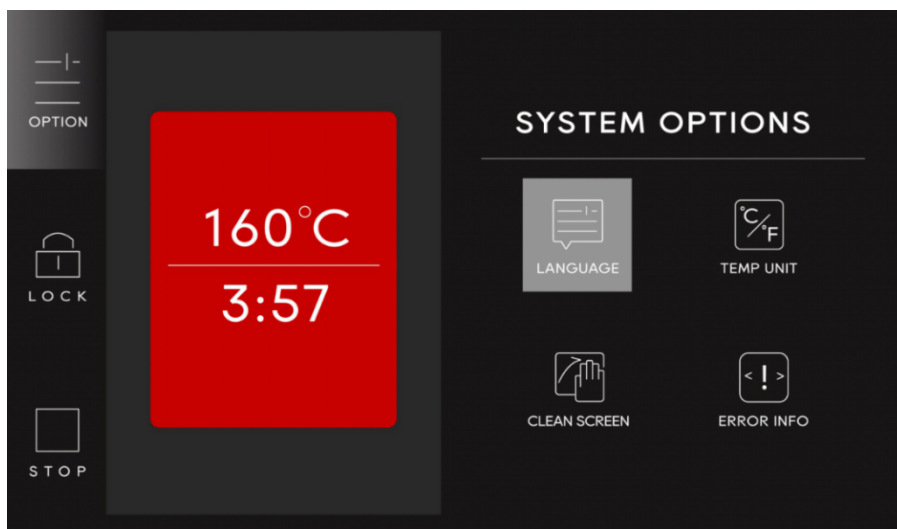 OPTION
LOCK
STOP
160°C
3:57
SYSTEM OPTIONS
LANGUAGE
°C/°F
TEMP UNIT
CLEAN SCREEN
< ! >
ERROR INFO